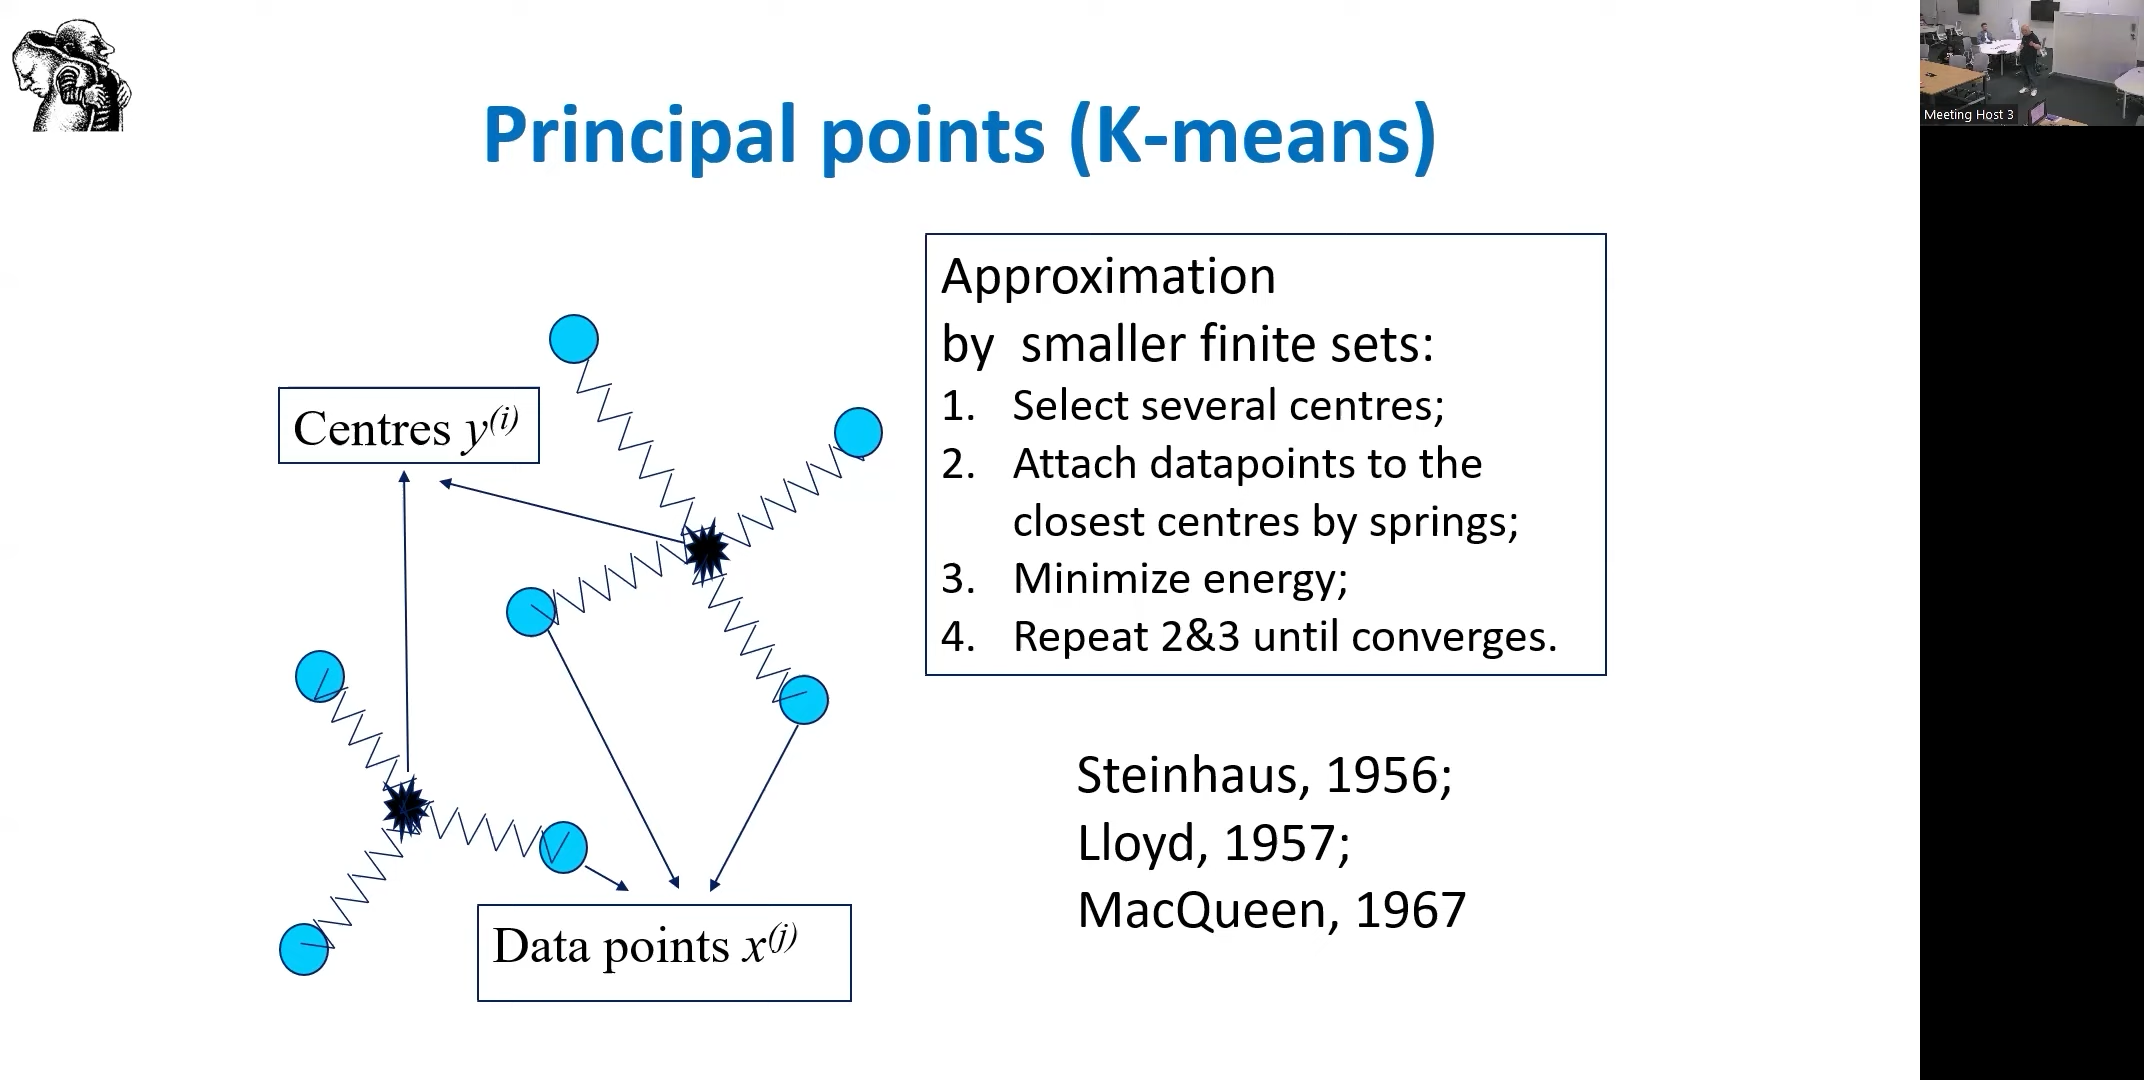 Principal points (K-means)
Approximation
by smaller finite sets:
1. Select several centres;
2. Attach datapoints to the
closest centres by springs;
3. Minimize energy;
4. Repeat 2&3 until converges.
Centres y(i)
Data points x(j)
Steinhaus, 1956;
Lloyd, 1957;
MacQueen, 1967
Meeting Host 3